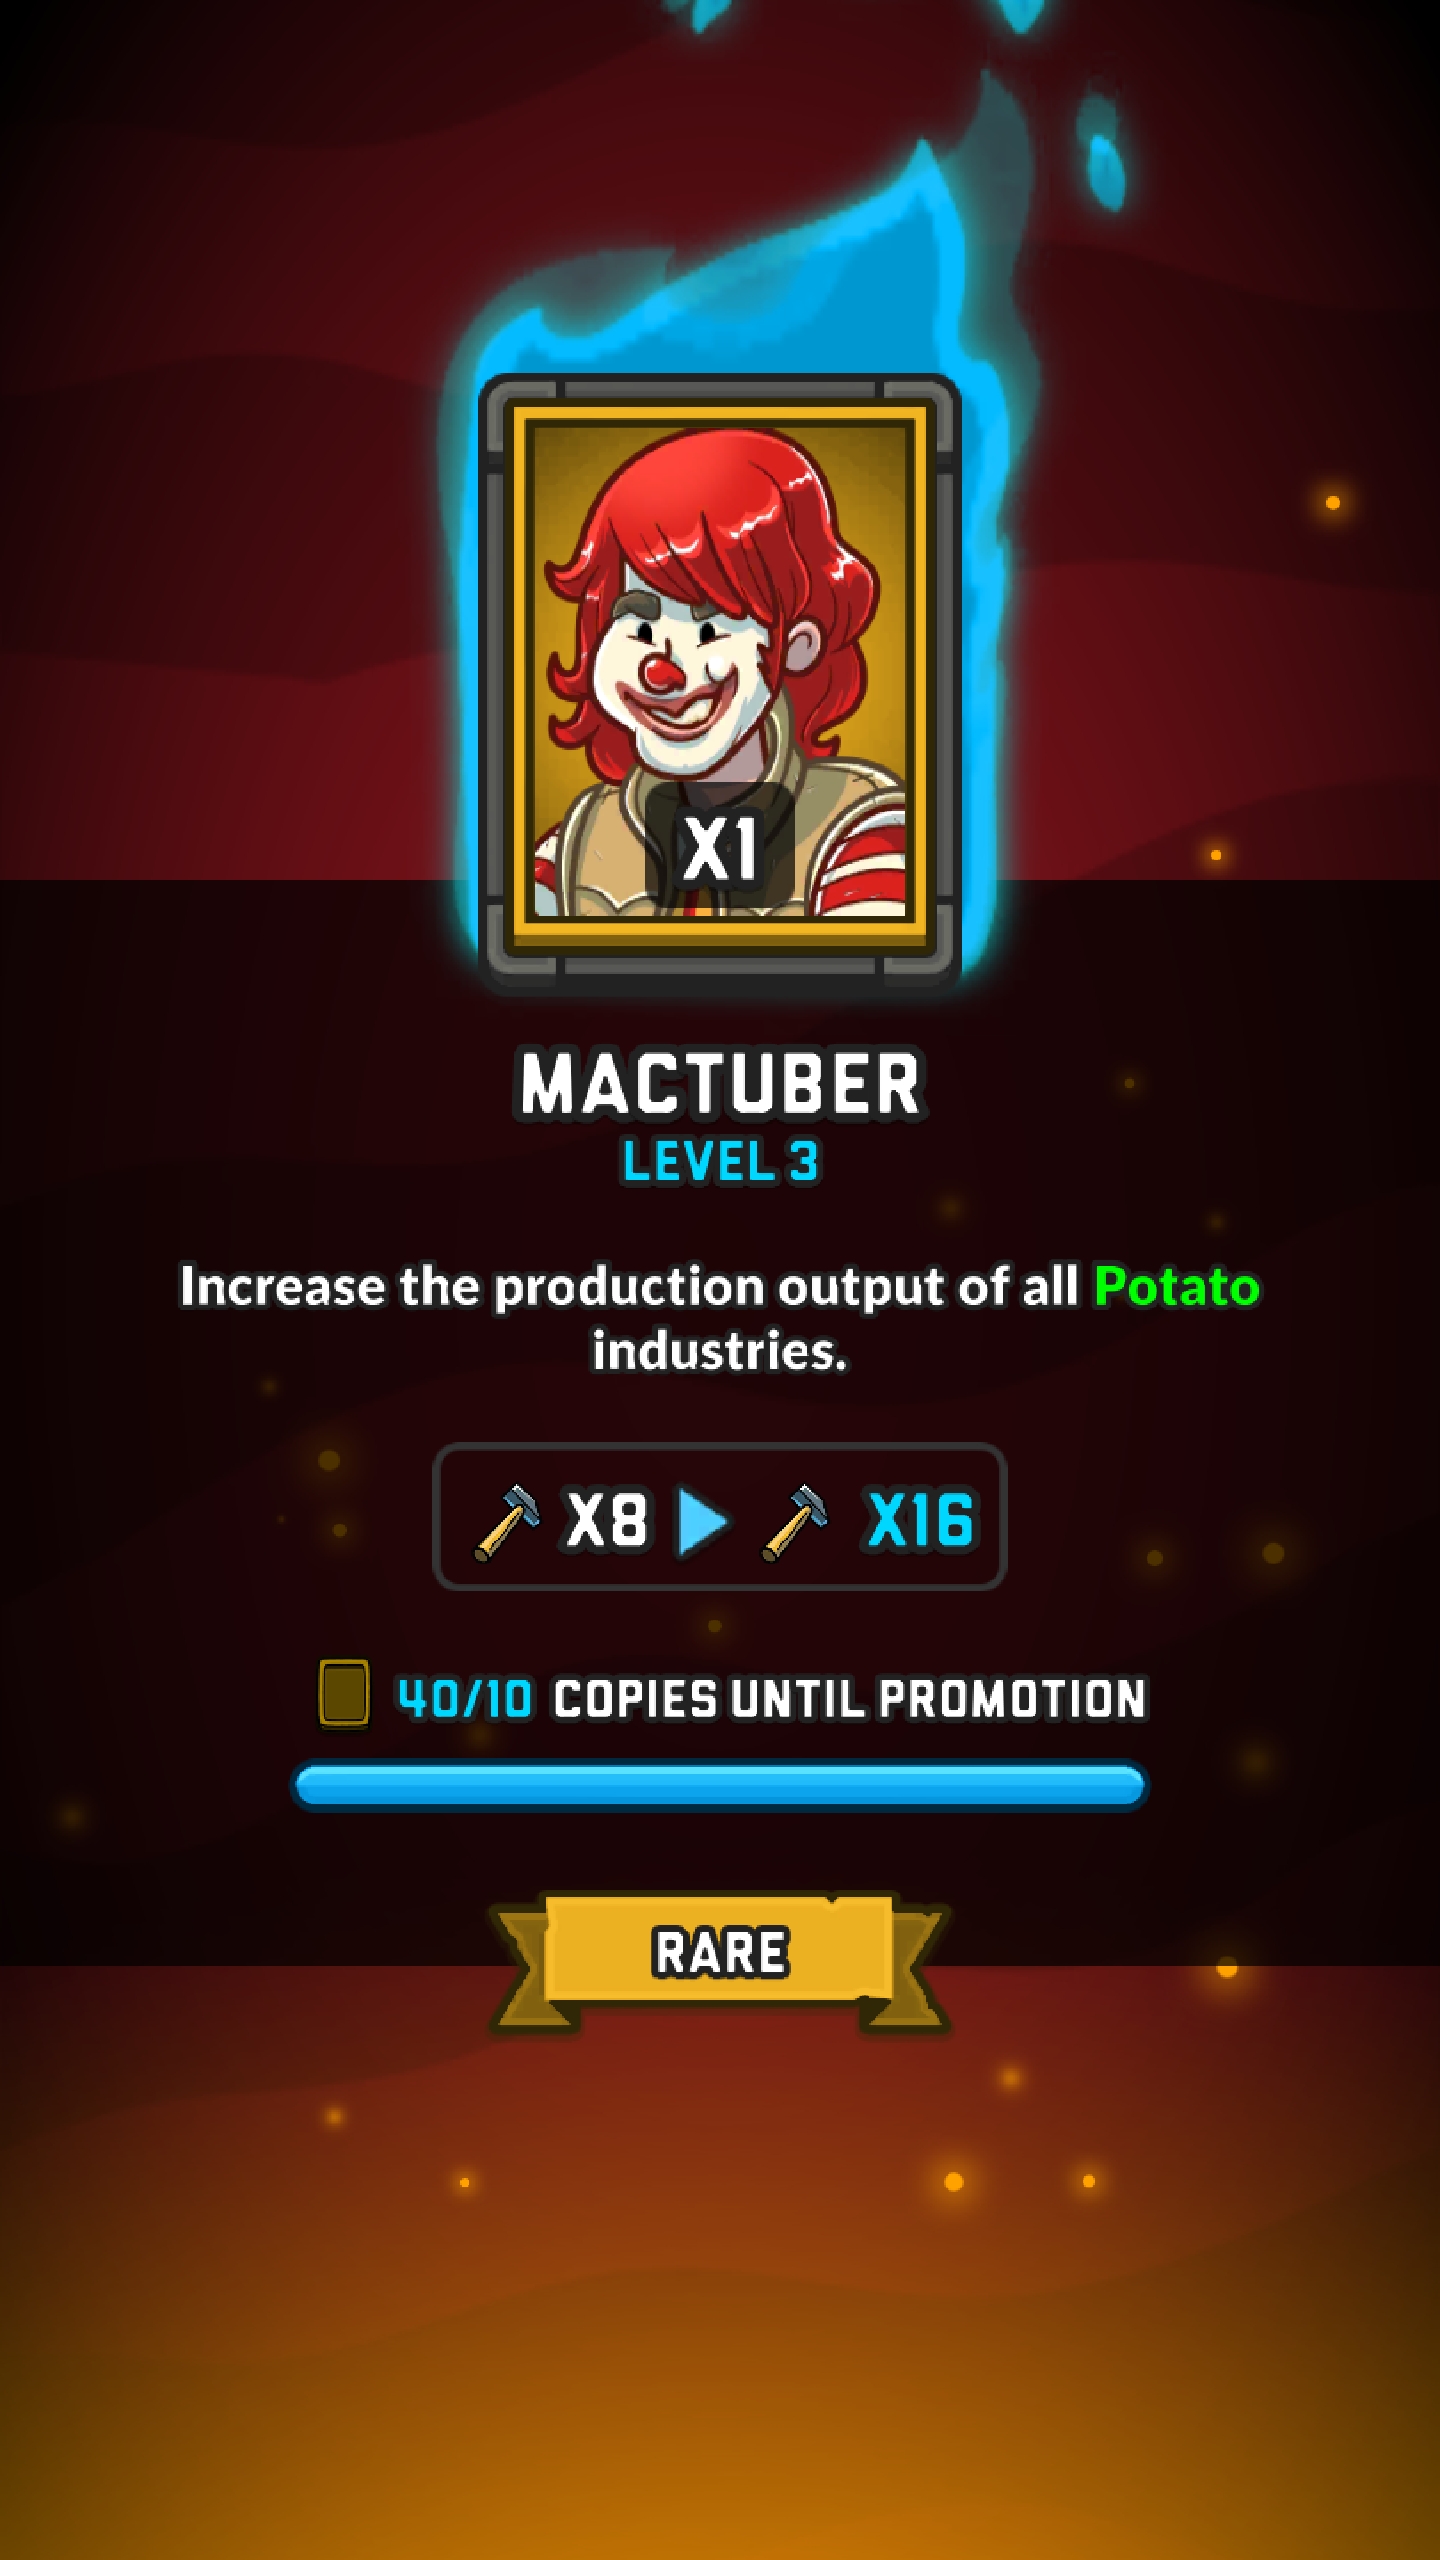 X1
MACTUBER
LEVEL 3
Increase the production output of all Potato
industries.
X8 X16
40/10 COPIES UNTIL PROMOTION
RARE